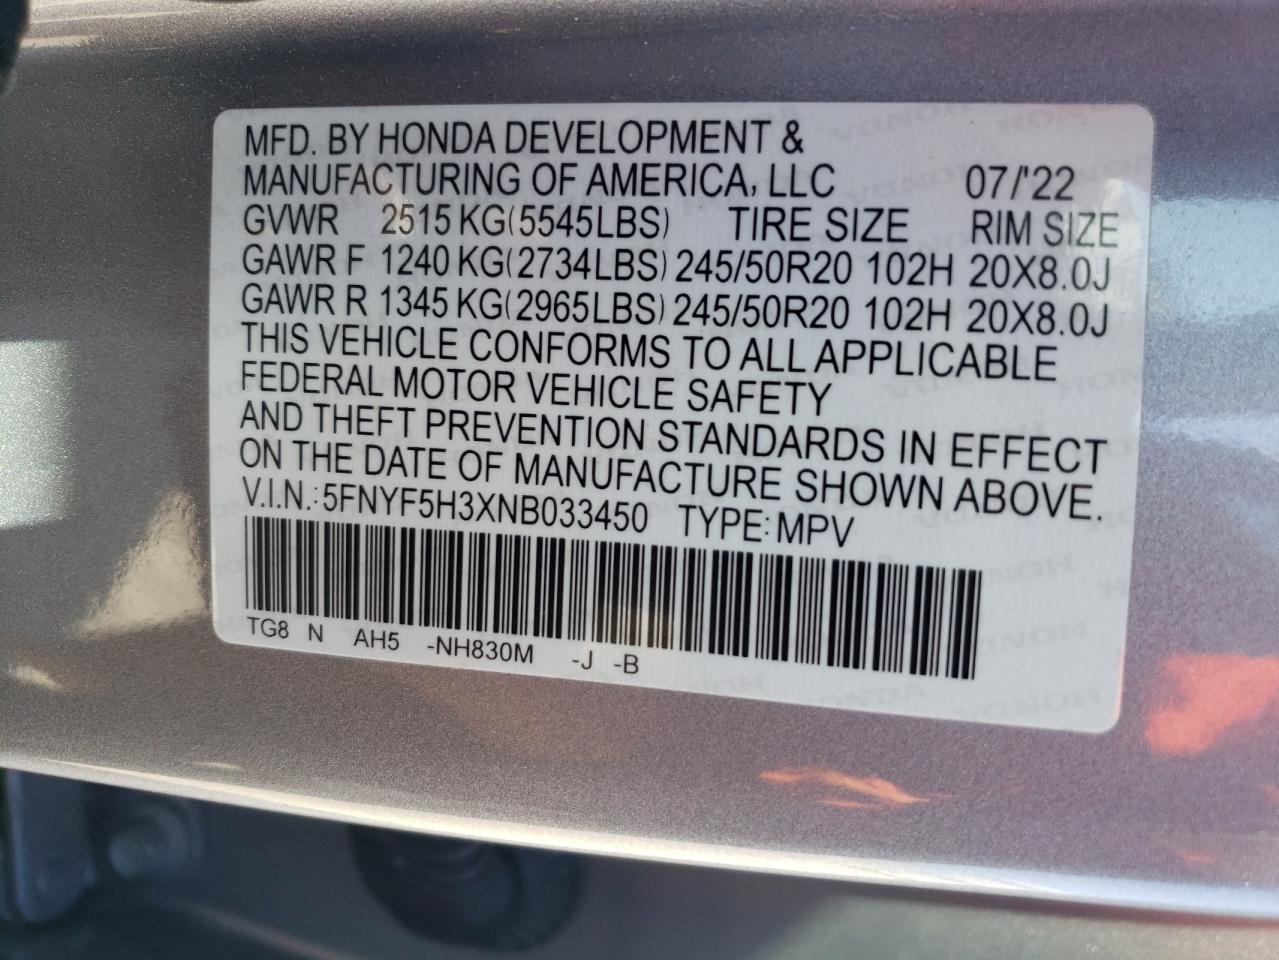 MFD. BY HONDA DEVELOPMENT &
MANUFACTURING OF AMERICA, LLC 07/'22
GVWR 2515 KG(5545LBS) TIRE SIZE RIM SIZE
GAWR F 1240 KG(2734LBS) 245/50R20 102H 20X8.0J
GAWR R 1345 KG(2965LBS) 245/50R20 102H 20X8.0J
THIS VEHICLE CONFORMS TO ALL APPLICABLE
FEDERAL MOTOR VEHICLE SAFETY
AND THEFT PREVENTION STANDARDS IN EFFECT
ON THE DATE OF MANUFACTURE SHOWN ABOVE.
V.I.N.: 5FNYF5H3XNB033450 TYPE: MPV
TG8 N AH5 -NH830M -J -B